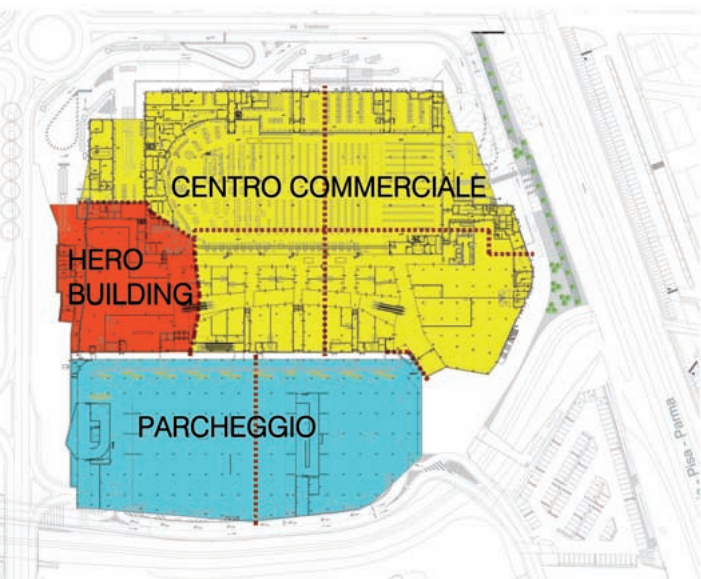 CENTRO COMMERCIALE
HERO
BUILDING
PARCHEGGIO
Pisa - Parma